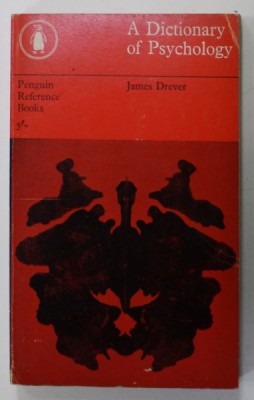 A Dictionary
of Psychology
Penguin
Reference
Books
James Drever
5/-